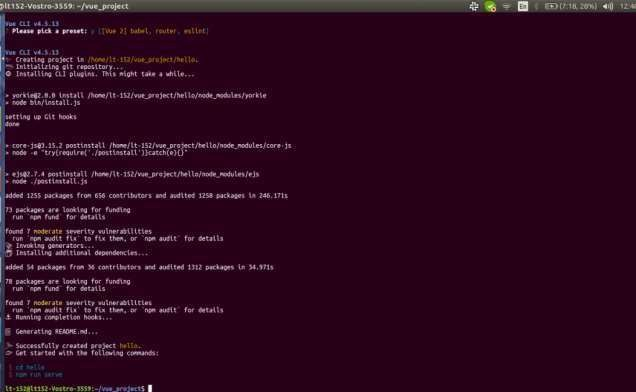 @lt152-Vostro-3559: ~/vue_project
En
(7:18, 28%)
12:4
Vue CLI v4.5.13
? Please pick a preset: y ([Vue 2] babel, router, eslint)
Vue CLI v4.5.13
Creating project in /home/lt-152/vue_project/hello.
Initializing git repository...
Installing CLI plugins. This might take a while...
> yorkie@2.0.0 install /home/lt-152/vue_project/hello/node_modules/yorkie
> node bin/install.js
setting up Git hooks
done
> core-js@3.15.2 postinstall /home/lt-152/vue_project/hello/node_modules/core-js
> node -e "try{require('./postinstall')}catch(e){}"
> ejs@2.7.4 postinstall /home/lt-152/vue_project/hello/node_modules/ejs
> node ./postinstall.js
added 1255 packages from 656 contributors and audited 1258 packages in 246.171s
73 packages are looking for funding
run `npm fund` for details
found 7 moderate severity vulnerabilities
run `npm audit fix` to fix them, or `npm audit` for details
Invoking generators...
Installing additional dependencies...
added 54 packages from 36 contributors and audited 1312 packages in 34.971s
78 packages are looking for funding
run `npm fund` for details
found 7 moderate severity vulnerabilities
run `npm audit fix` to fix them, or `npm audit` for details
Running completion hooks...
Generating README.md...
Successfully created project hello.
Get started with the following commands:
$ cd hello
$ npm run serve
lt-152@lt152-Vostro-3559:~/vue_project$